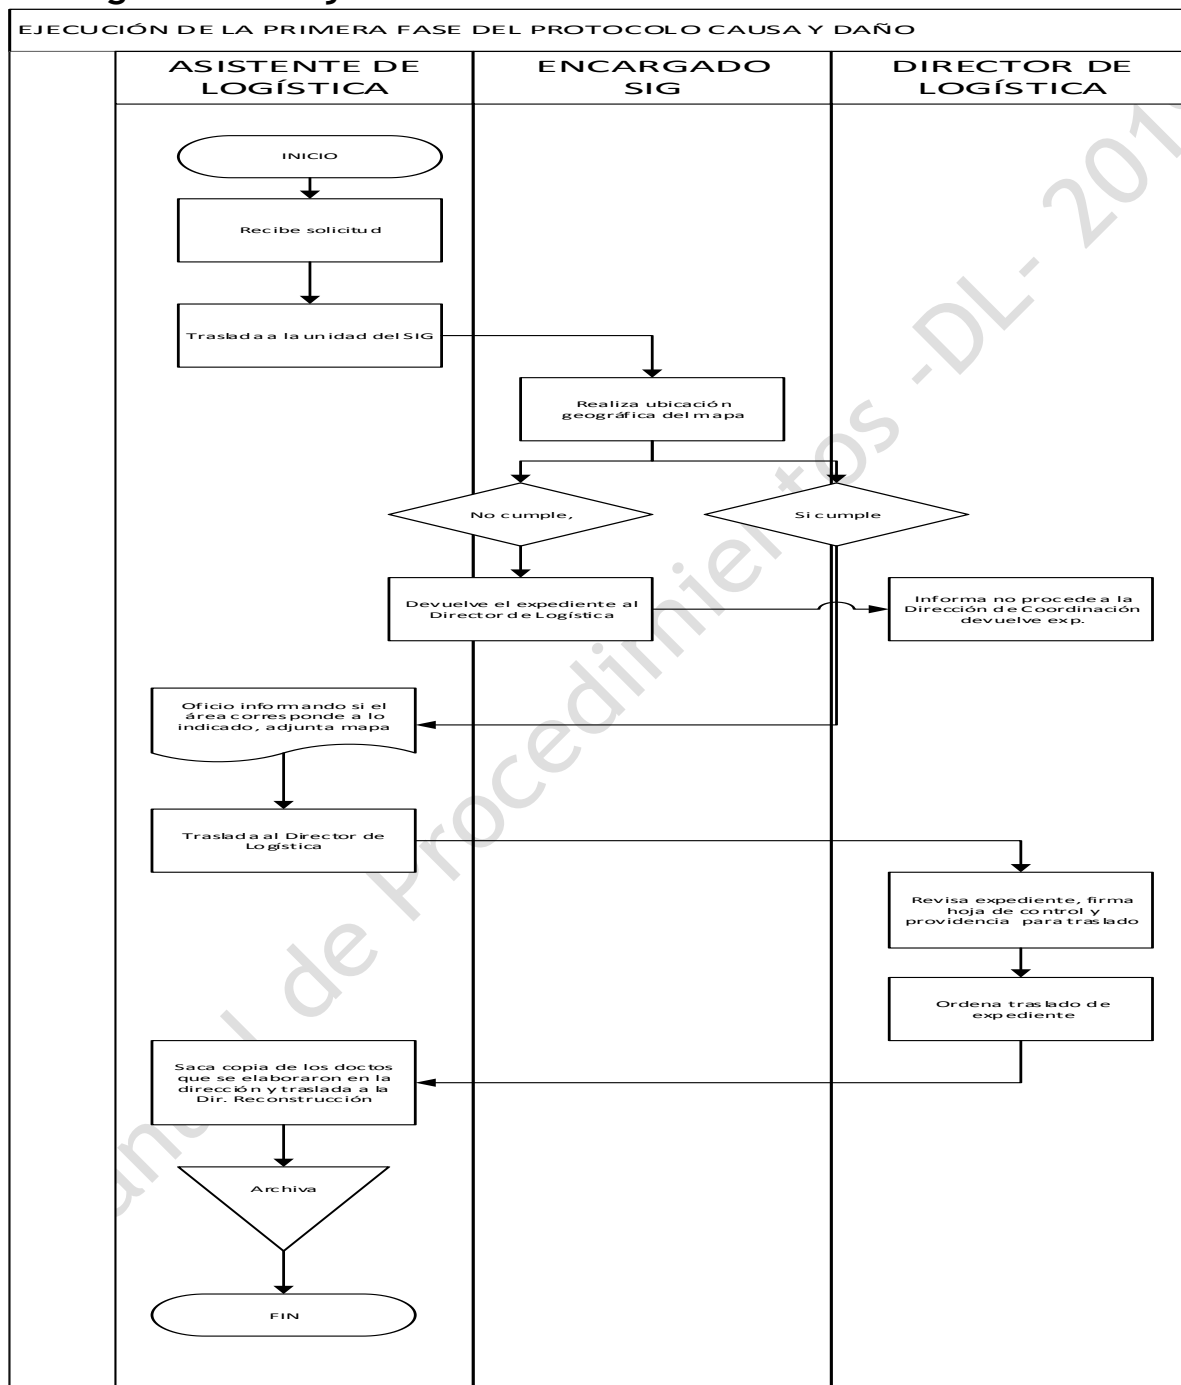 EJECUCIÓN DE LA PRIMERA FASE DEL PROTOCOLO CAUSA Y DAÑO
ASISTENTE DE
LOGÍSTICA
ENCARGADO
SIG
DIRECTOR DE
LOGÍSTICA
INICIO
Recibe solicitud
Traslada a la unidad del SIG
Realiza ubicación
geográfica del mapa
No cumple,
Si cumple
Devuelve el expediente al
Director de Logística
Informa no procede a la
Dirección de Coordinación
devuelve exp.
Oficio informando si el
área corresponde a lo
indicado, adjunta mapa
Traslada al Director de
Logística
Revisa expediente, firma
hoja de control y
providencia para traslado
Ordena traslado de
expediente
Saca copia de los doctos
que se elaboraron en la
dirección y traslada a la
Dir. Reconstrucción
Archiva
FIN
de Procedimientos -DL- 201